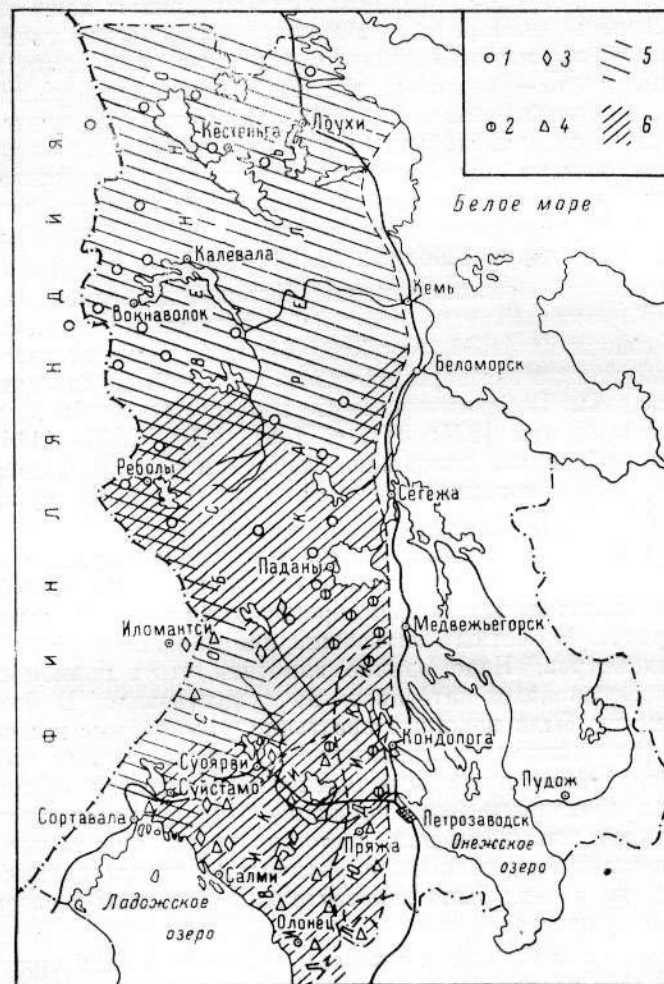 1 3 5
2 4 6
Кестеньга
Лоухи
Белое море
Калевала
Кемь
Вокнаволок
Беломорск
Реболы
Сегежа
Паданы
Иломантси
Медвежьегорск
Суоярви
Кондопога
Суйстамо
Пудож
Сортавала
Петрозаводск
Пряжа
Онежское
озеро
Салми
Ладожское
озеро
Олонец
ФИНЛЯНДИЯ